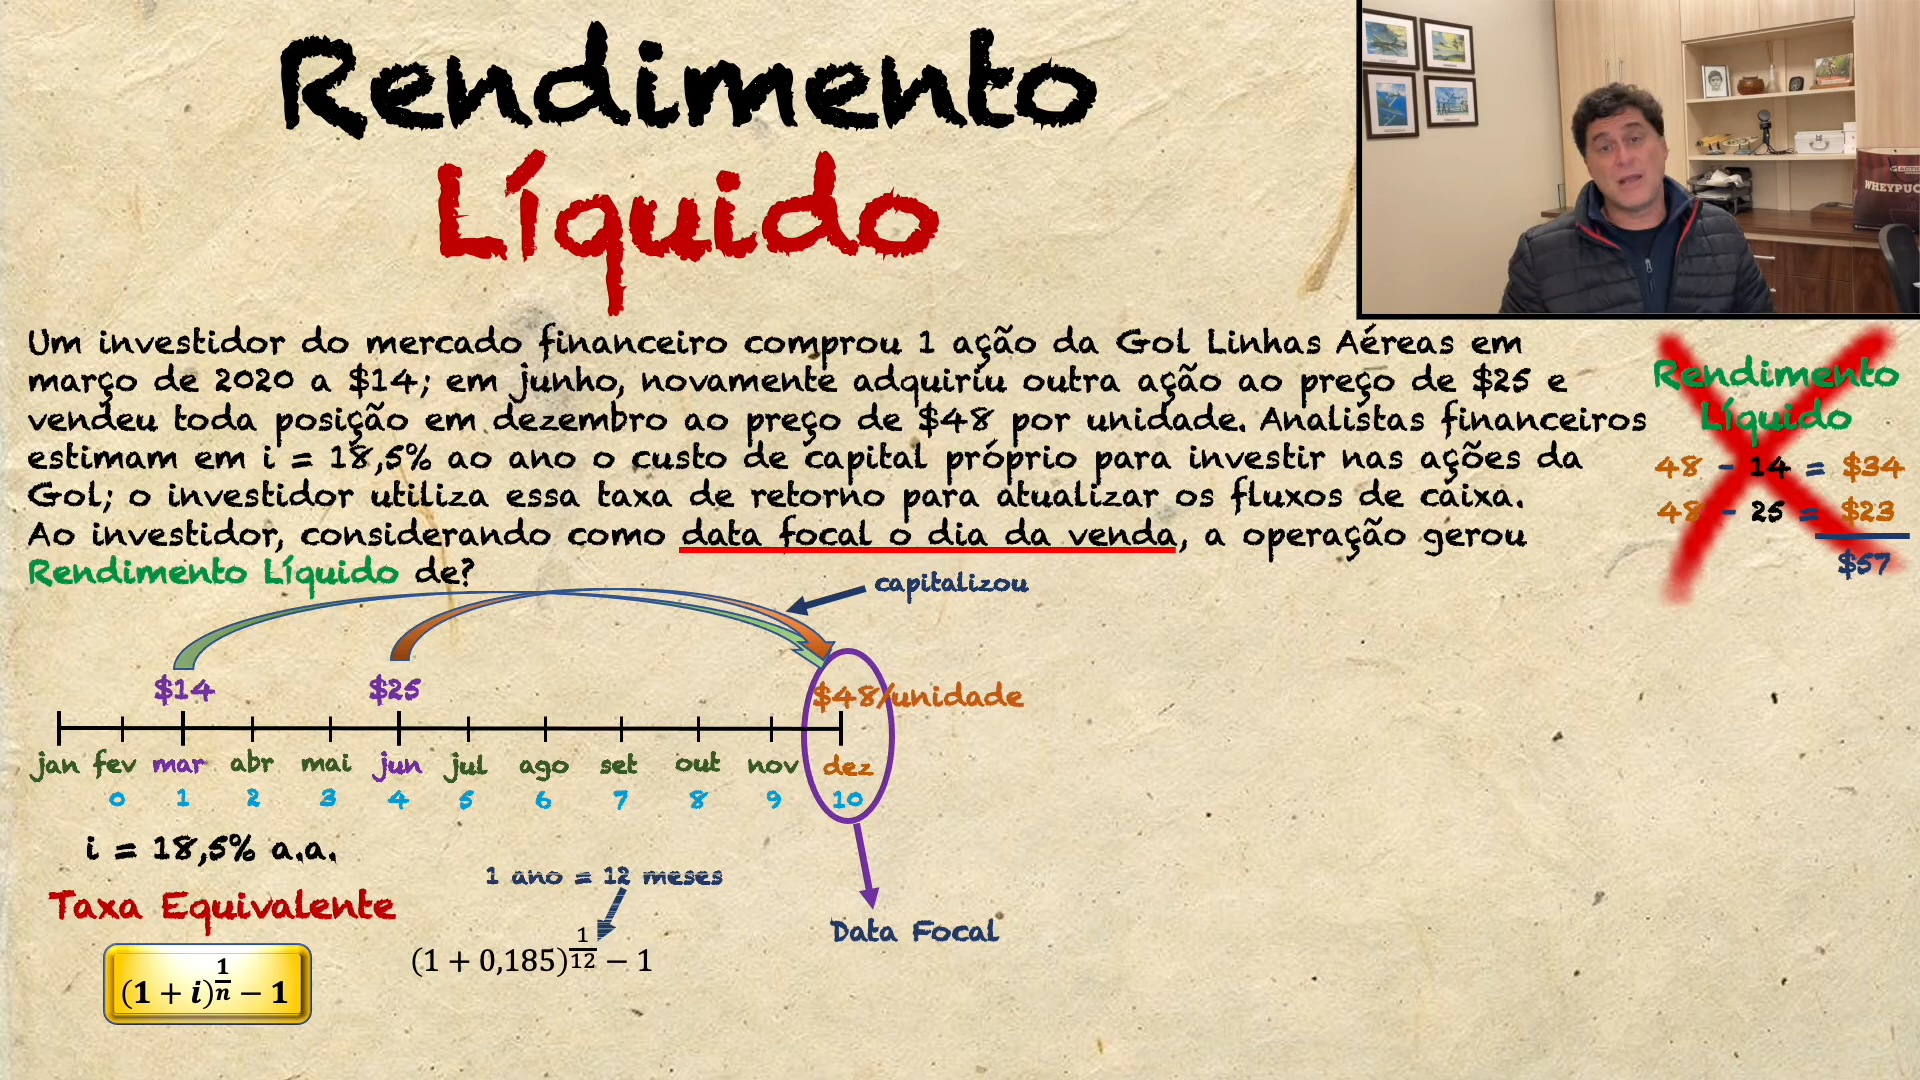 Rendimento
Líquido
WHEYPUC
Um investidor do mercado financeiro comprou 1 ação da Gol Linhas Aéreas em
março de 2020 a $14; em junho, novamente adquiriu outra ação ao preço de $25 e
vendeu toda posição em dezembro ao preço de $48 por unidade. Analistas financeiros
estimam em i = 18,5% ao ano o custo de capital próprio para investir nas ações da
Gol; o investidor utiliza essa taxa de retorno para atualizar os fluxos de caixa.
Ao investidor, considerando como data focal o dia da venda, a operação gerou
Rendimento Líquido de?
Rendimento
Líquido
48 - 14 = $34
48 - 25 = $23
$57
capitalizou
$14 $25 $48/unidade
jan fev mar abr mai jun jul ago set out nov dez
0 1 2 3 4 5 6 7 8 9 10
i = 18,5% a.a.
1 ano = 12 meses
Taxa Equivalente
Data Focal
(1 + 0,185)^(1/12) − 1
(1 + i)^(1/n) − 1